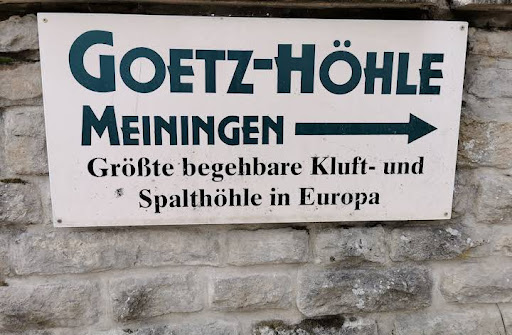 GOETZ-HÖHLE
MEININGEN →
Größte begehbare Kluft- und
Spalthöhle in Europa